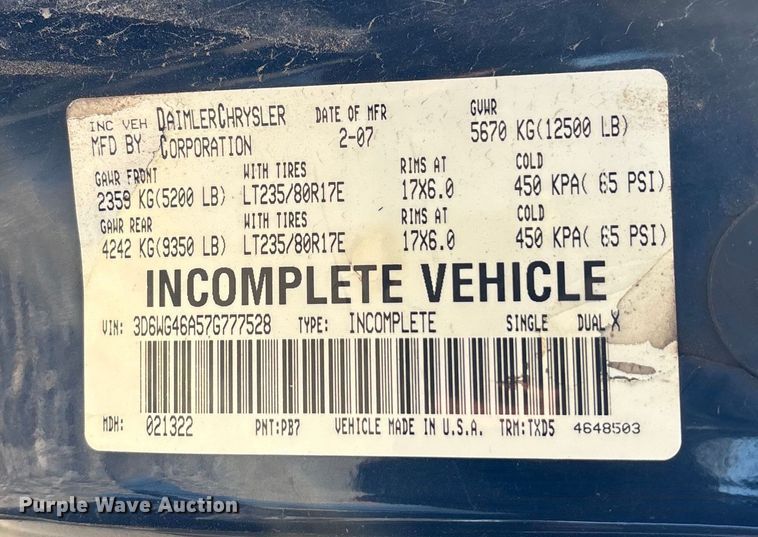 INC VEH DAIMLERCHRYSLER DATE OF MFR GVWR
MFD BY CORPORATION 2-07 5670 KG(12500 LB)
GAWR FRONT WITH TIRES RIMS AT COLD
2359 KG(5200 LB) LT235/80R17E 17X6.0 450 KPA( 65 PSI)
GAWR REAR WITH TIRES RIMS AT COLD
4242 KG(9350 LB) LT235/80R17E 17X6.0 450 KPA( 65 PSI)
INCOMPLETE VEHICLE
VIN: 3D6WG46A57G777528 TYPE: INCOMPLETE SINGLE DUAL X
MDH: 021322 PNT:PB7 VEHICLE MADE IN U.S.A. TRM:TXD5 4648503
Purple Wave Auction